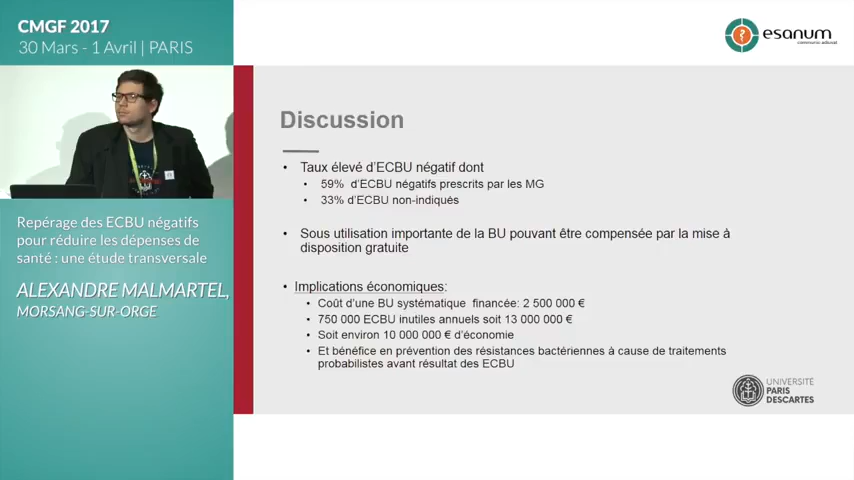 CMGF 2017
30 Mars - 1 Avril | PARIS
esanum
Repérage des ECBU négatifs
pour réduire les dépenses de
santé : une étude transversale
ALEXANDRE MALMARTEL,
MORSANG-SUR-ORGE
Discussion
• Taux élevé d'ECBU négatif dont
• 59% d'ECBU négatifs prescrits par les MG
• 33% d'ECBU non-indiqués
• Sous utilisation importante de la BU pouvant être compensée par la mise à
disposition gratuite
• Implications économiques:
• Coût d'une BU systématique financée: 2 500 000 €
• 750 000 ECBU inutiles annuels soit 13 000 000 €
• Soit environ 10 000 000 € d'économie
• Et bénéfice en prévention des résistances bactériennes à cause de traitements
probabilistes avant résultat des ECBU
UNIVERSITÉ
PARIS
DESCARTES